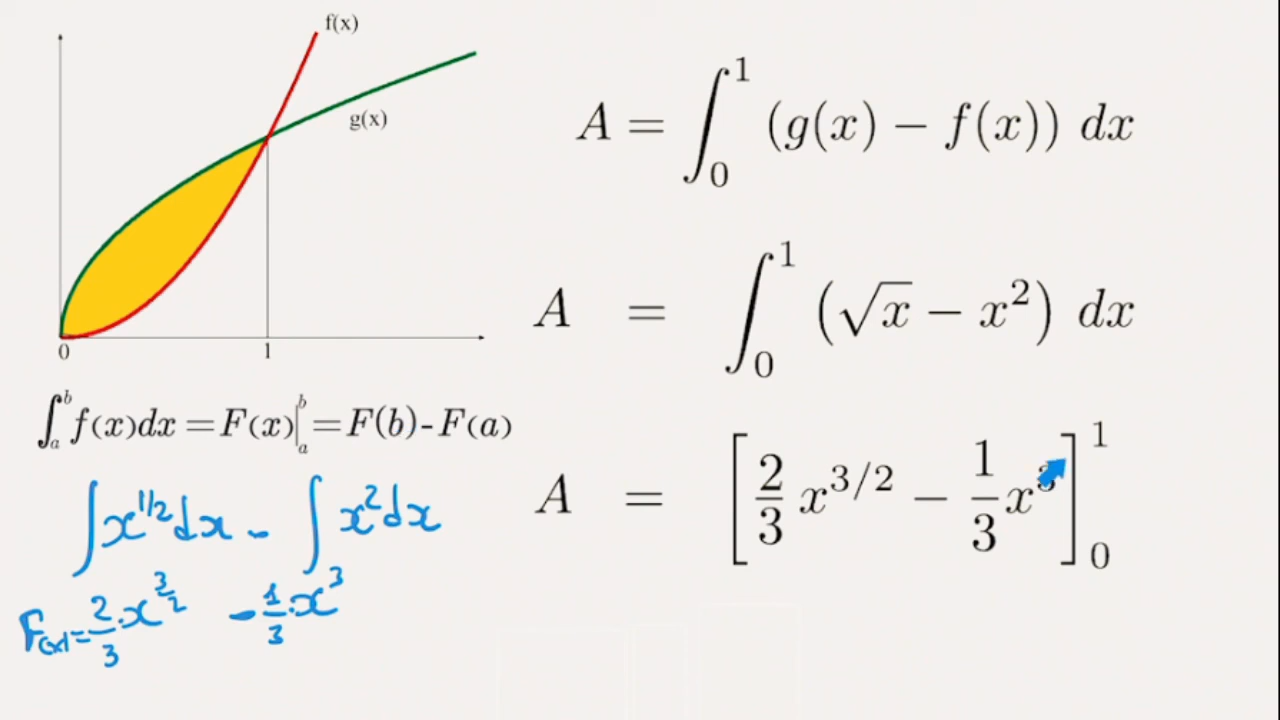 f(x)
g(x)
0 1
A = ∫₀¹ (g(x) − f(x)) dx
A = ∫₀¹ (√x − x²) dx
∫ₐᵇ f(x)dx = F(x)|ₐᵇ = F(b)-F(a)
A = [2/3 x^{3/2} − 1/3 x³]₀¹
∫x^{1/2}dx - ∫x²dx
F(x) = 2/3 . x^{3/2} - 1/3 . x³